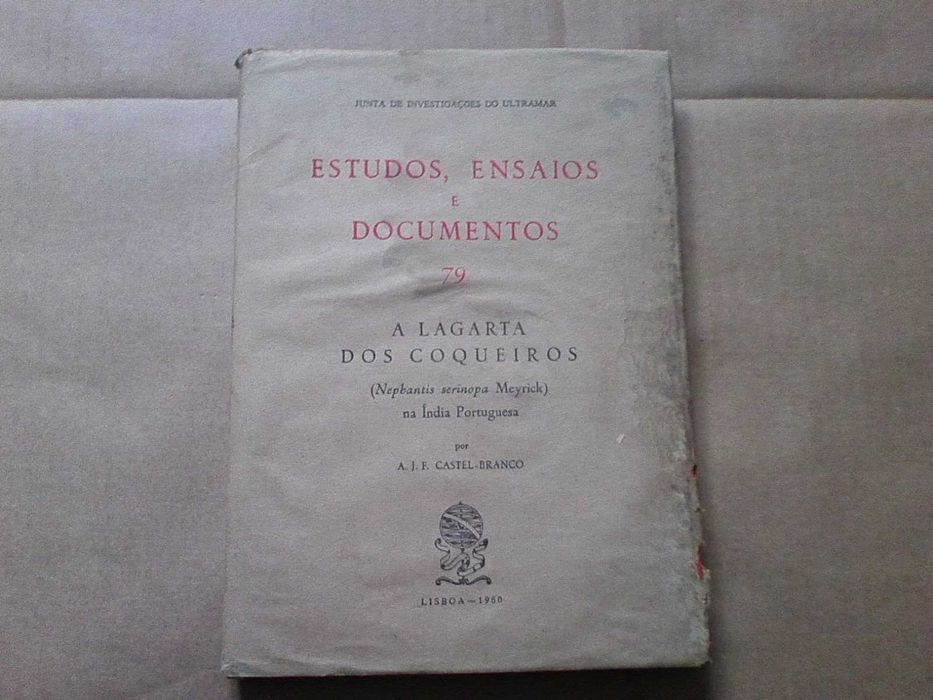 JUNTA DE INVESTIGAÇÕES DO ULTRAMAR
ESTUDOS, ENSAIOS
E
DOCUMENTOS
79
A LAGARTA
DOS COQUEIROS
(Nephantis serinopa Meyrick)
na Índia Portuguesa
por
A. J. F. CASTEL-BRANCO
LISBOA — 1960